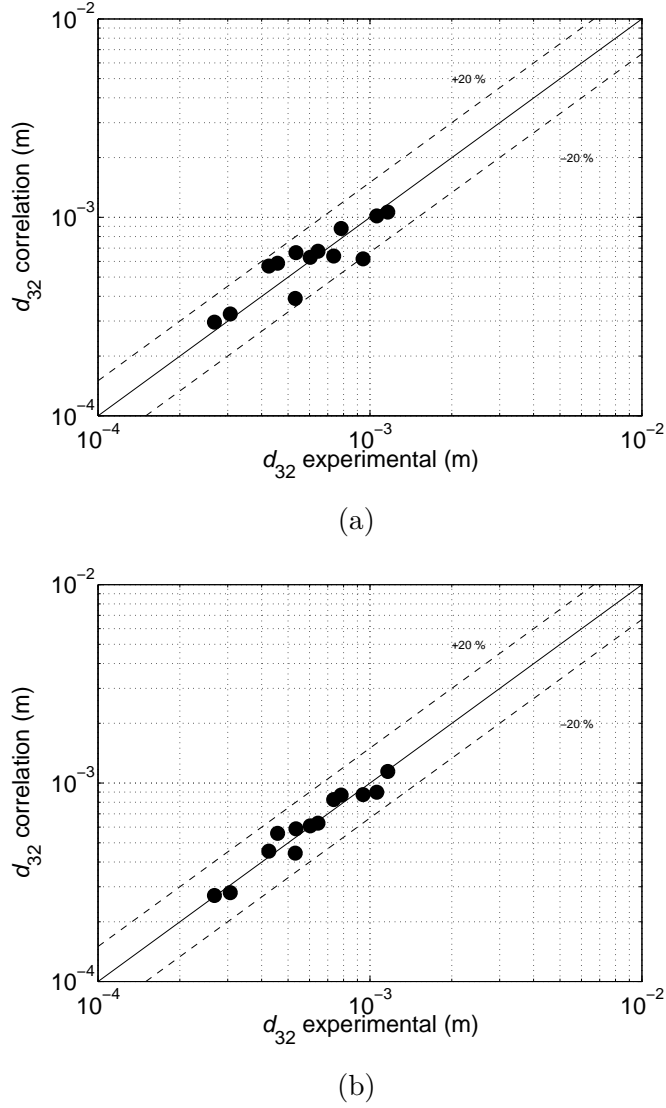 10⁻²
+20 %
−20 %
10⁻³
d₃₂ correlation (m)
10⁻⁴
10⁻⁴ 10⁻³ 10⁻²
d₃₂ experimental (m)
(a)
10⁻²
+20 %
−20 %
10⁻³
d₃₂ correlation (m)
10⁻⁴
10⁻⁴ 10⁻³ 10⁻²
d₃₂ experimental (m)
(b)